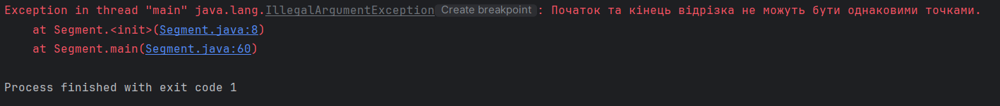 Exception in thread "main" java.lang.IllegalArgumentException Create breakpoint : Початок та кінець відрізка не можуть бути однаковими точками.
at Segment.<init>(Segment.java:8)
at Segment.main(Segment.java:60)
Process finished with exit code 1